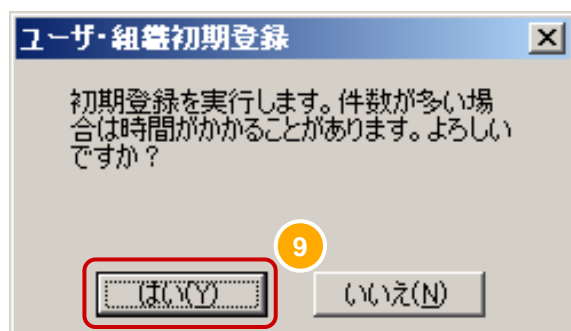 ユーザ・組織初期登録
初期登録を実行します。件数が多い場
合は時間がかかることがあります。よろしい
ですか？
9
はい(Y)
いいえ(N)